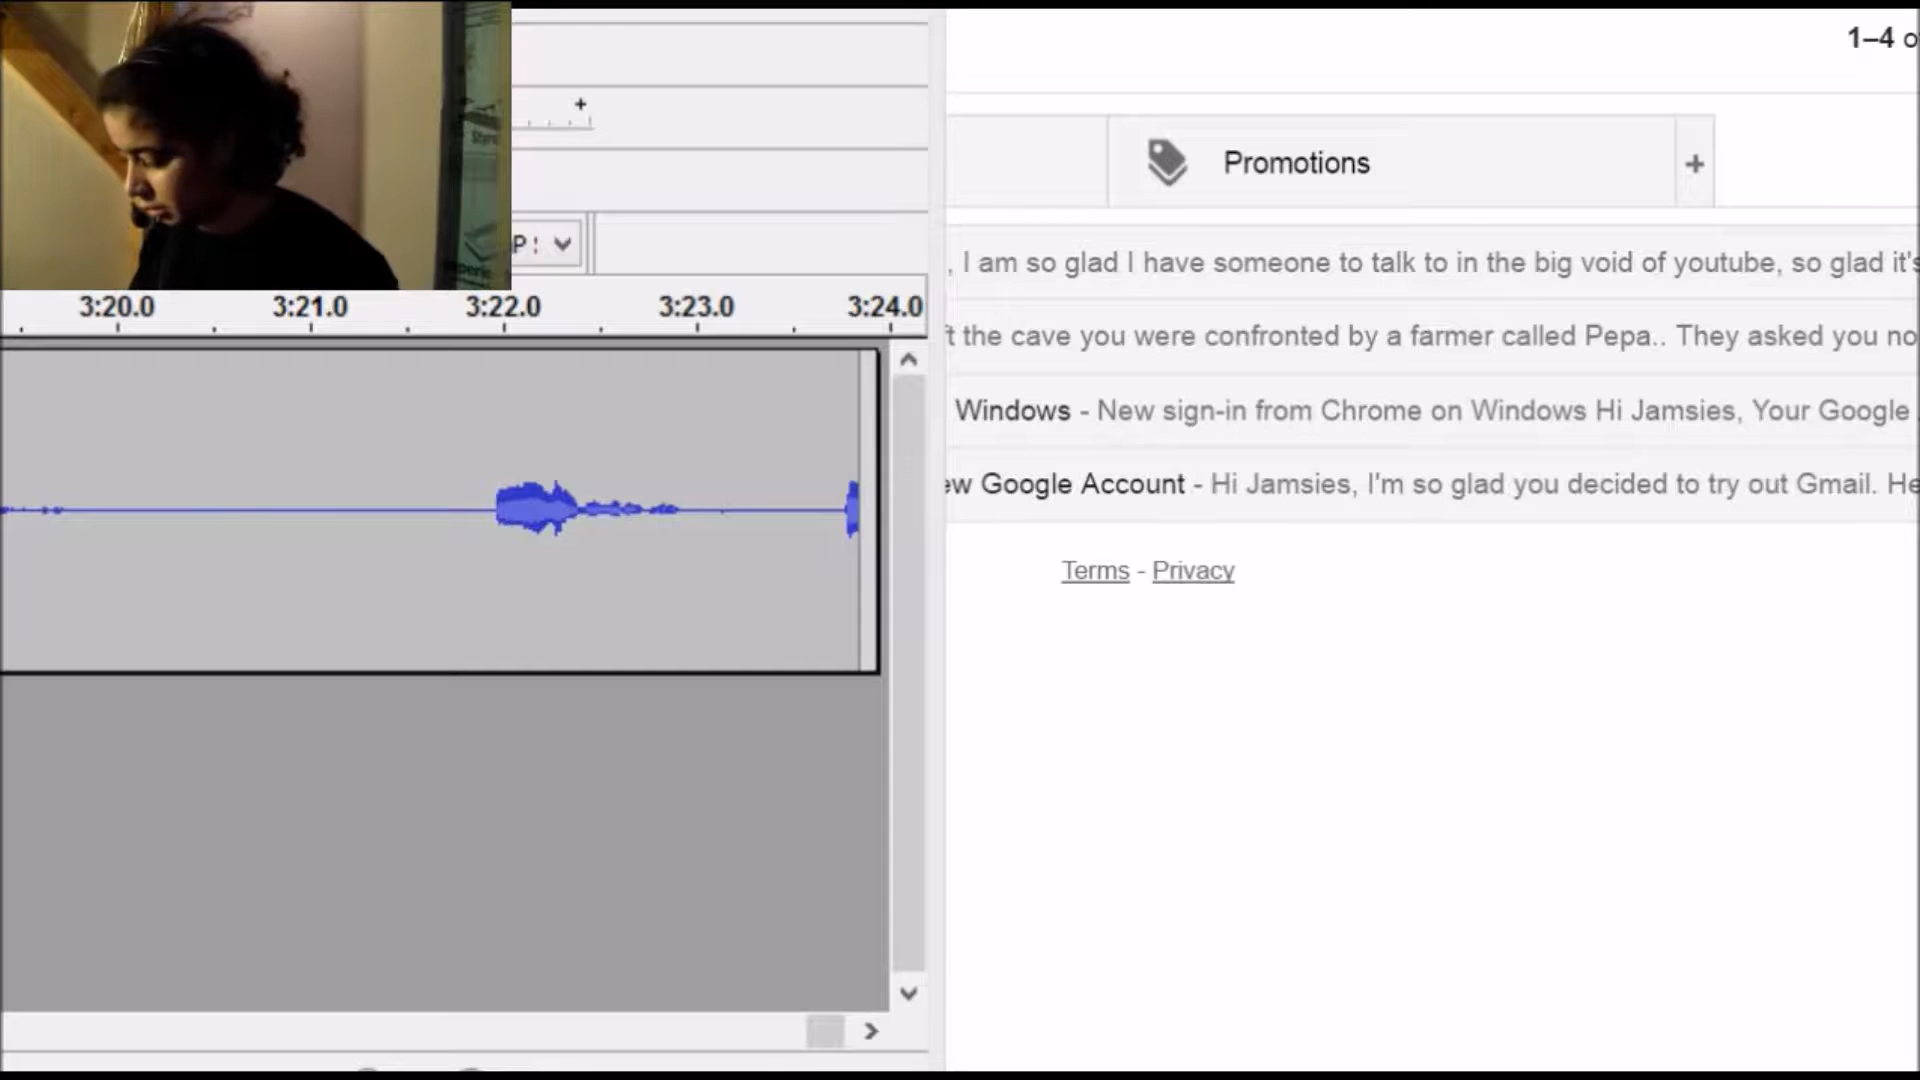 1–4 o
Promotions
P :
3:20.0 3:21.0 3:22.0 3:23.0 3:24.0
, I am so glad I have someone to talk to in the big void of youtube, so glad it's
t the cave you were confronted by a farmer called Pepa.. They asked you no
Windows - New sign-in from Chrome on Windows Hi Jamsies, Your Google
ew Google Account - Hi Jamsies, I'm so glad you decided to try out Gmail. He
Terms - Privacy